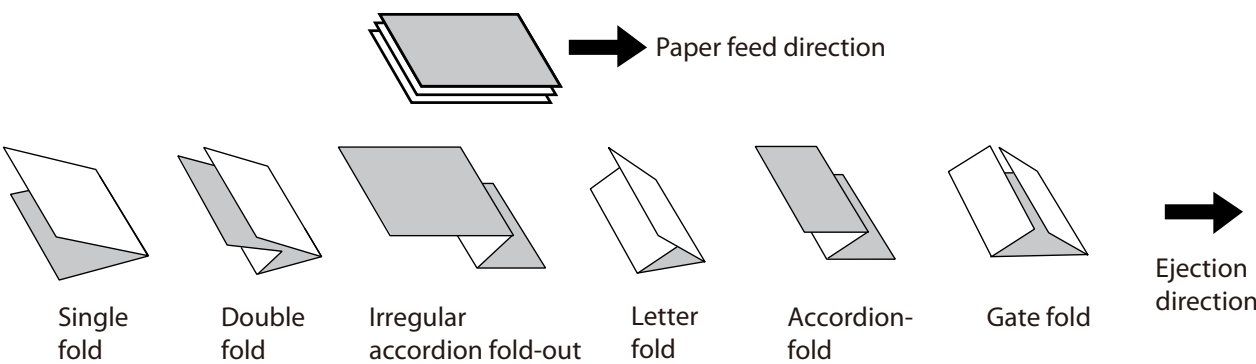 Paper feed direction
Single
fold
Double
fold
Irregular
accordion fold-out
Letter
fold
Accordion-
fold
Gate fold
Ejection
direction